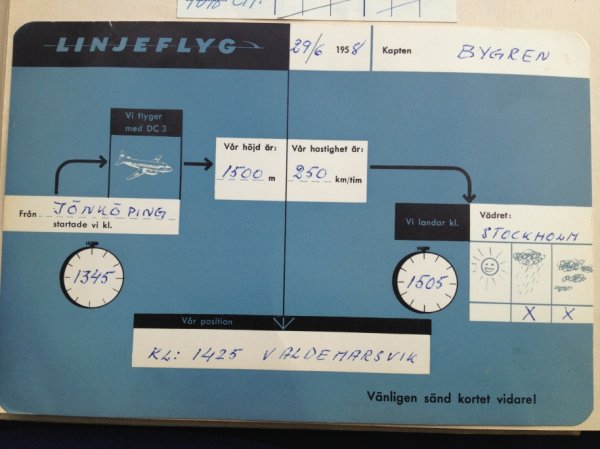 LINJEFLYG
29/6 1958
Kapten BYGREN
Vi flyger
med DC 3
Vår höjd är:
1500 m
Vår hastighet är:
250 km/tim
Från JÖNKÖPING
startade vi kl.
1345
Vi landar kl.
1505
Vädret:
STOCKHOLM
X X
Vår position
KL: 1425 VALDEMARSVIK
Vänligen sänd kortet vidare!